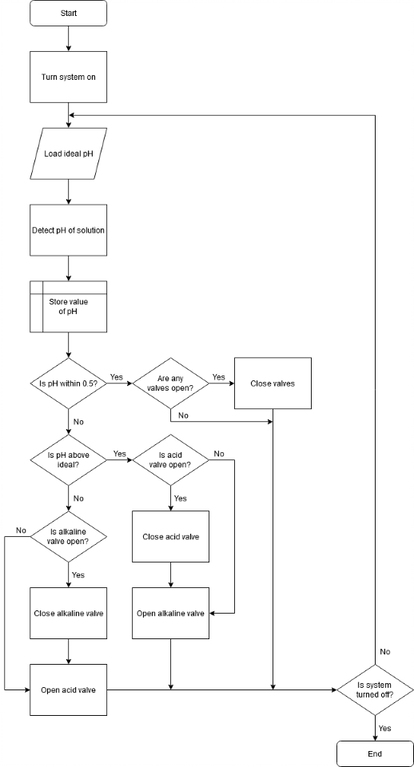 Start
Turn system on
Load ideal pH
Detect pH of solution
Store value
of pH
Is pH within 0.5?
Yes
Are any
valves open?
Yes
Close valves
No
No
Is pH above
ideal?
Yes
Is acid
valve open?
No
No
Yes
No
Is alkaline
valve open?
Close acid valve
Yes
Close alkaline valve
Open alkaline valve
No
Open acid valve
Is system
turned off?
Yes
End